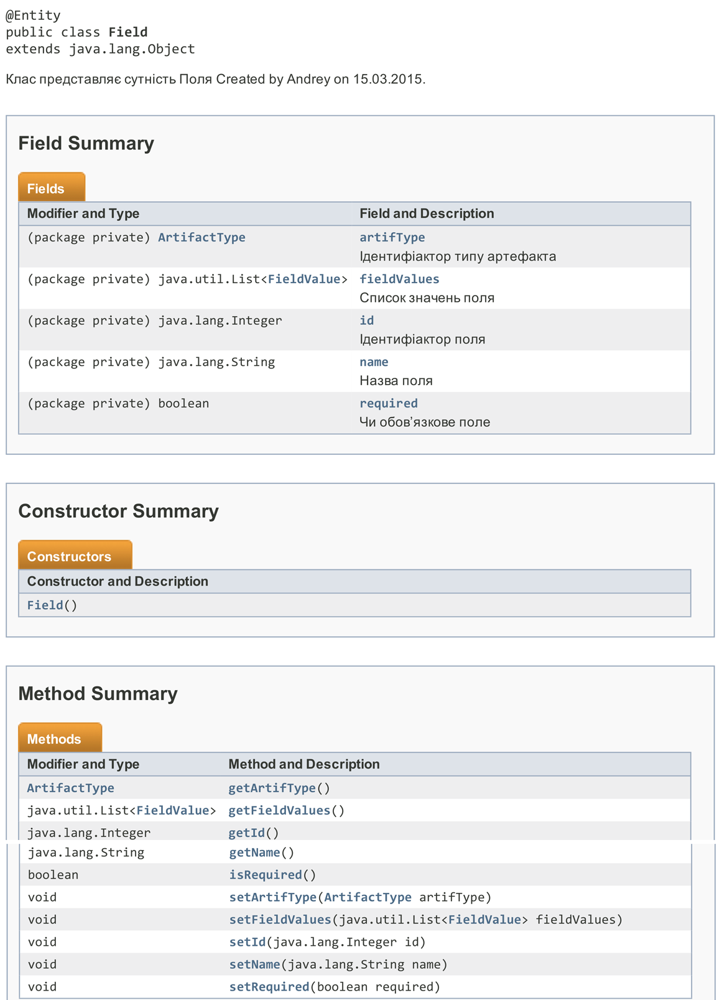 @Entity
public class Field
extends java.lang.Object
Клас представляє сутність Поля Created by Andrey on 15.03.2015.
Field Summary
Fields
Modifier and Type Field and Description
(package private) ArtifactType artifType
Ідентифіактор типу артефакта
(package private) java.util.List<FieldValue> fieldValues
Список значень поля
(package private) java.lang.Integer id
Ідентифіактор поля
(package private) java.lang.String name
Назва поля
(package private) boolean required
Чи обов’язкове поле
Constructor Summary
Constructors
Constructor and Description
Field()
Method Summary
Methods
Modifier and Type Method and Description
ArtifactType getArtifType()
java.util.List<FieldValue> getFieldValues()
java.lang.Integer getId()
java.lang.String getName()
boolean isRequired()
void setArtifType(ArtifactType artifType)
void setFieldValues(java.util.List<FieldValue> fieldValues)
void setId(java.lang.Integer id)
void setName(java.lang.String name)
void setRequired(boolean required)